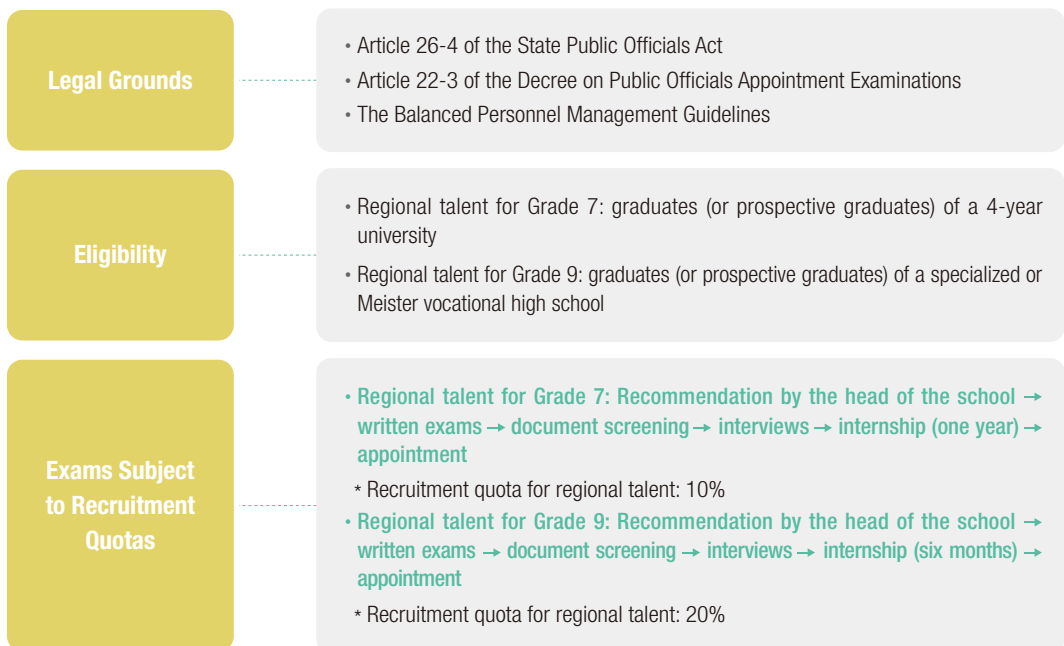 Legal Grounds
• Article 26-4 of the State Public Officials Act
• Article 22-3 of the Decree on Public Officials Appointment Examinations
• The Balanced Personnel Management Guidelines
Eligibility
• Regional talent for Grade 7: graduates (or prospective graduates) of a 4-year
university
• Regional talent for Grade 9: graduates (or prospective graduates) of a specialized or
Meister vocational high school
Exams Subject
to Recruitment
Quotas
• Regional talent for Grade 7: Recommendation by the head of the school →
written exams → document screening → interviews → internship (one year) →
appointment
* Recruitment quota for regional talent: 10%
• Regional talent for Grade 9: Recommendation by the head of the school →
written exams → document screening → interviews → internship (six months) →
appointment
* Recruitment quota for regional talent: 20%